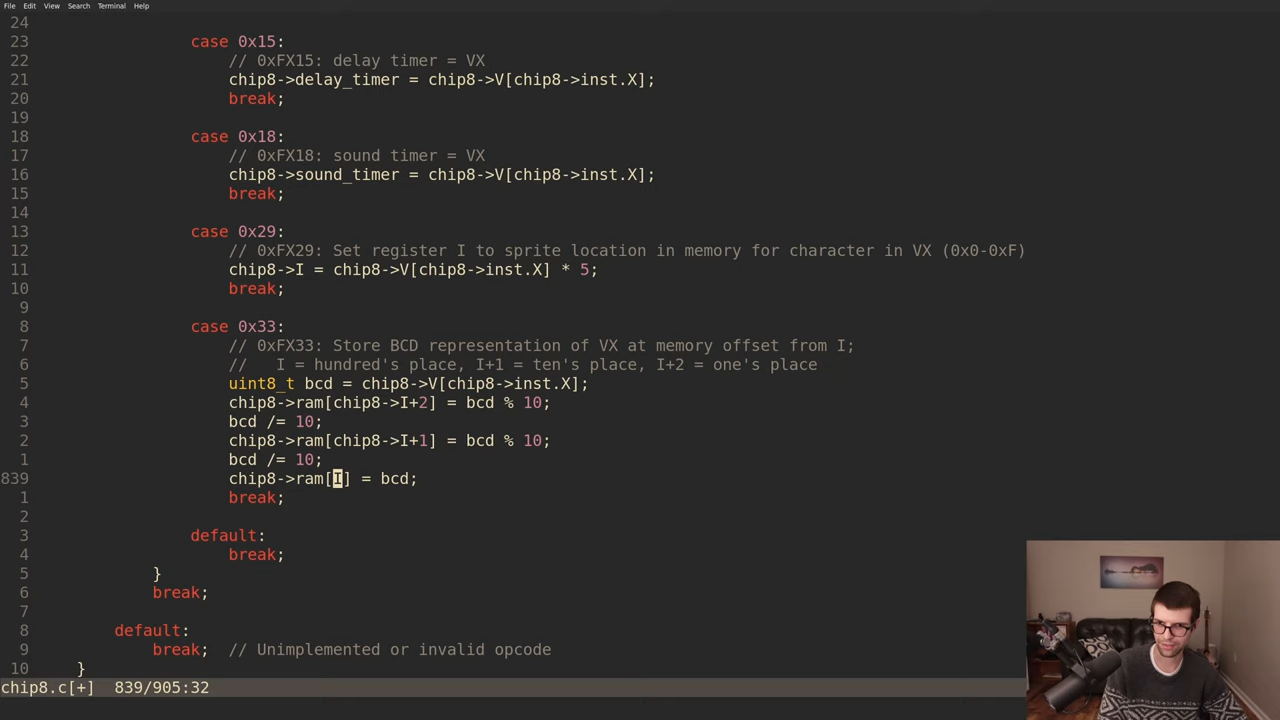 File Edit View Search Terminal Help
24
23 case 0x15:
22 // 0xFX15: delay timer = VX
21 chip8->delay_timer = chip8->V[chip8->inst.X];
20 break;
19
18 case 0x18:
17 // 0xFX18: sound timer = VX
16 chip8->sound_timer = chip8->V[chip8->inst.X];
15 break;
14
13 case 0x29:
12 // 0xFX29: Set register I to sprite location in memory for character in VX (0x0-0xF)
11 chip8->I = chip8->V[chip8->inst.X] * 5;
10 break;
9
8 case 0x33:
7 // 0xFX33: Store BCD representation of VX at memory offset from I;
6 //   I = hundred's place, I+1 = ten's place, I+2 = one's place
5 uint8_t bcd = chip8->V[chip8->inst.X];
4 chip8->ram[chip8->I+2] = bcd % 10;
3 bcd /= 10;
2 chip8->ram[chip8->I+1] = bcd % 10;
1 bcd /= 10;
839 chip8->ram[I] = bcd;
1 break;
2
3 default:
4 break;
5 }
6 break;
7
8 default:
9 break;  // Unimplemented or invalid opcode
10 }
chip8.c[+]  839/905:32